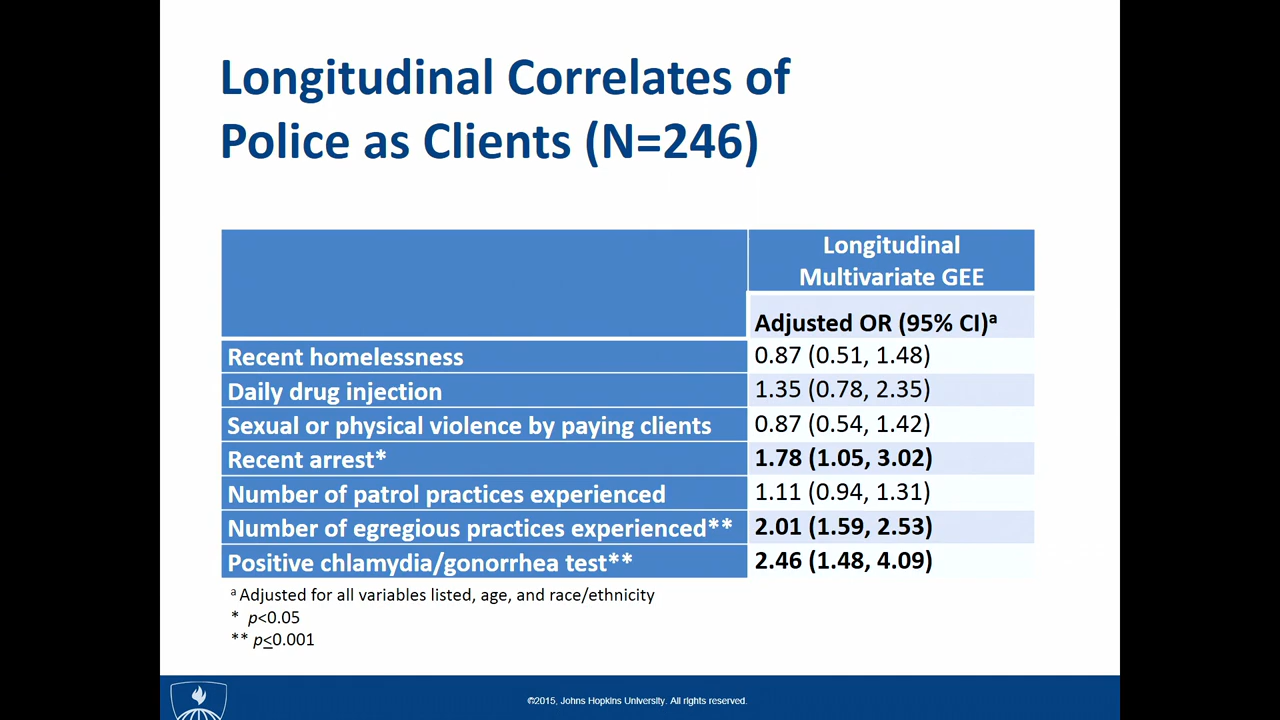 Longitudinal Correlates of
Police as Clients (N=246)
Longitudinal
Multivariate GEE
Adjusted OR (95% CI)ᵃ
Recent homelessness 0.87 (0.51, 1.48)
Daily drug injection 1.35 (0.78, 2.35)
Sexual or physical violence by paying clients 0.87 (0.54, 1.42)
Recent arrest* 1.78 (1.05, 3.02)
Number of patrol practices experienced 1.11 (0.94, 1.31)
Number of egregious practices experienced** 2.01 (1.59, 2.53)
Positive chlamydia/gonorrhea test** 2.46 (1.48, 4.09)
ᵃ Adjusted for all variables listed, age, and race/ethnicity
* p<0.05
** p≤0.001
©2015, Johns Hopkins University. All rights reserved.